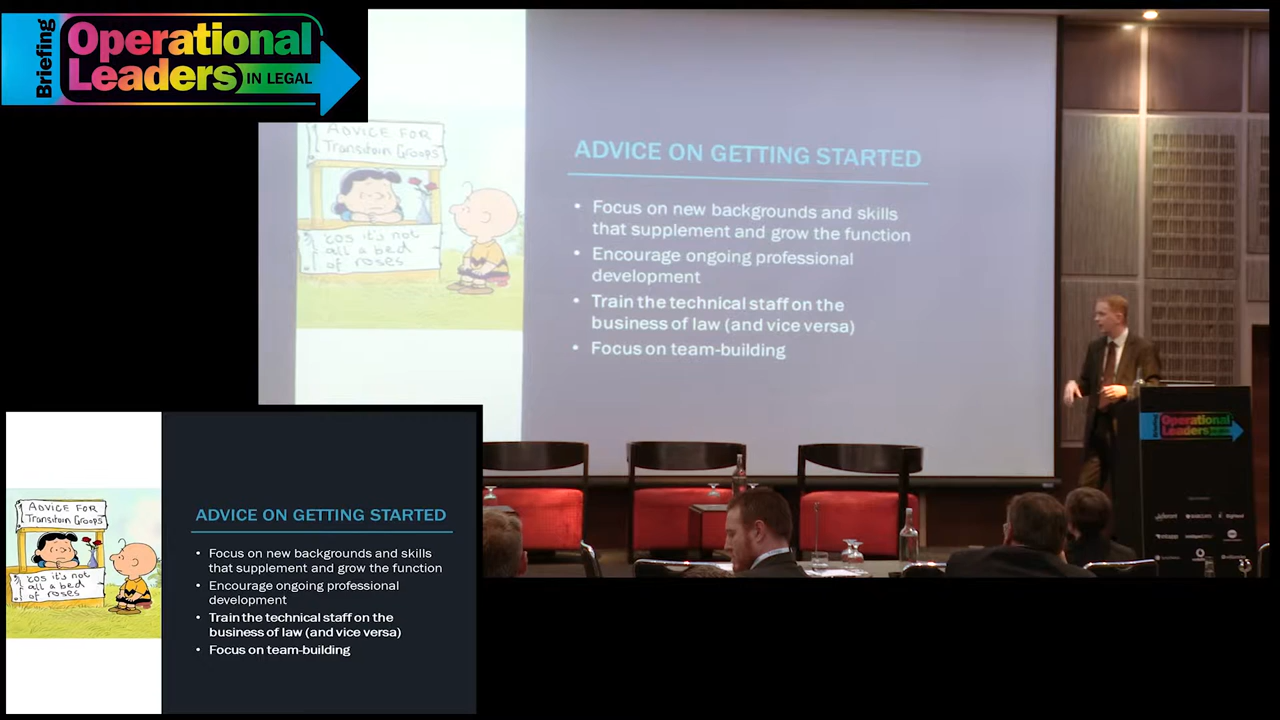 Briefing
Operational
Leaders
IN LEGAL
ADVICE FOR
Transitoin Groops
'cos it's not
all a bed
of roses
ADVICE ON GETTING STARTED
• Focus on new backgrounds and skills
that supplement and grow the function
• Encourage ongoing professional
development
• Train the technical staff on the
business of law (and vice versa)
• Focus on team-building
Briefing
Operational
Leaders
ADVICE FOR
Transitoin Groops
'cos it's not
all a bed
of roses
ADVICE ON GETTING STARTED
• Focus on new backgrounds and skills
that supplement and grow the function
• Encourage ongoing professional
development
• Train the technical staff on the
business of law (and vice versa)
• Focus on team-building